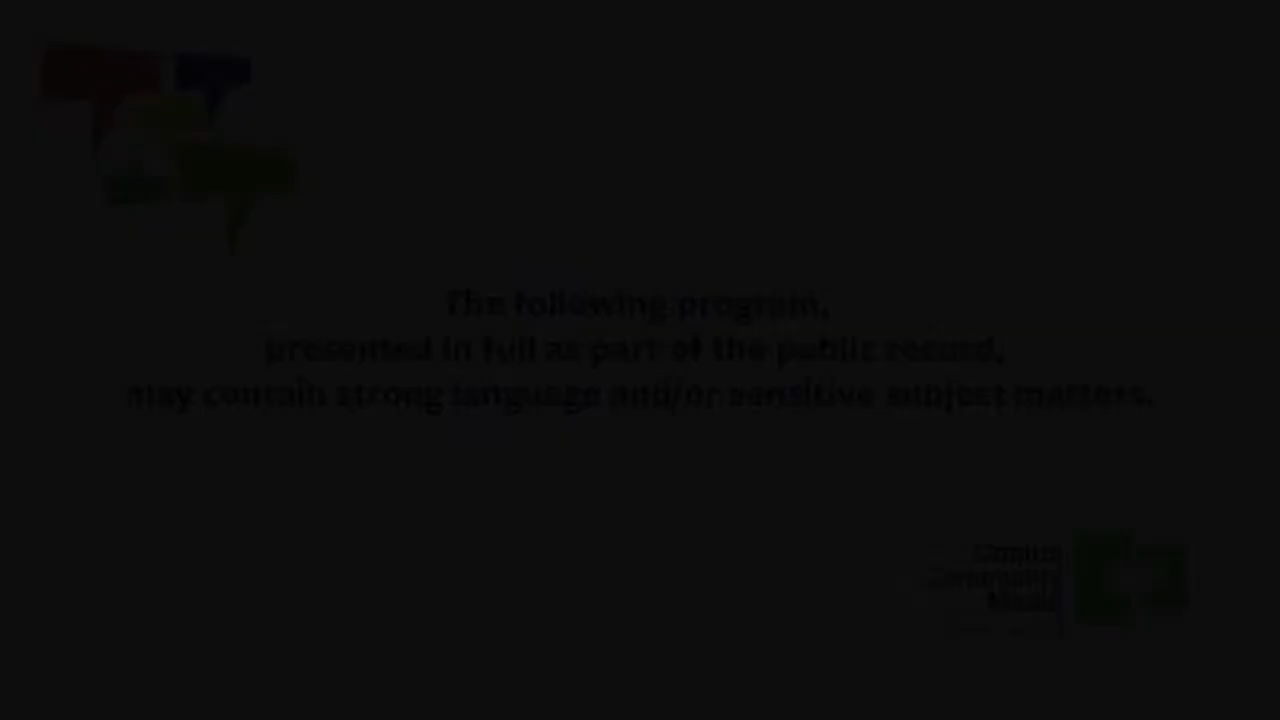 The following program,
presented in full as part of the public record,
may contain strong language and/or sensitive subject matters.
Community
Media